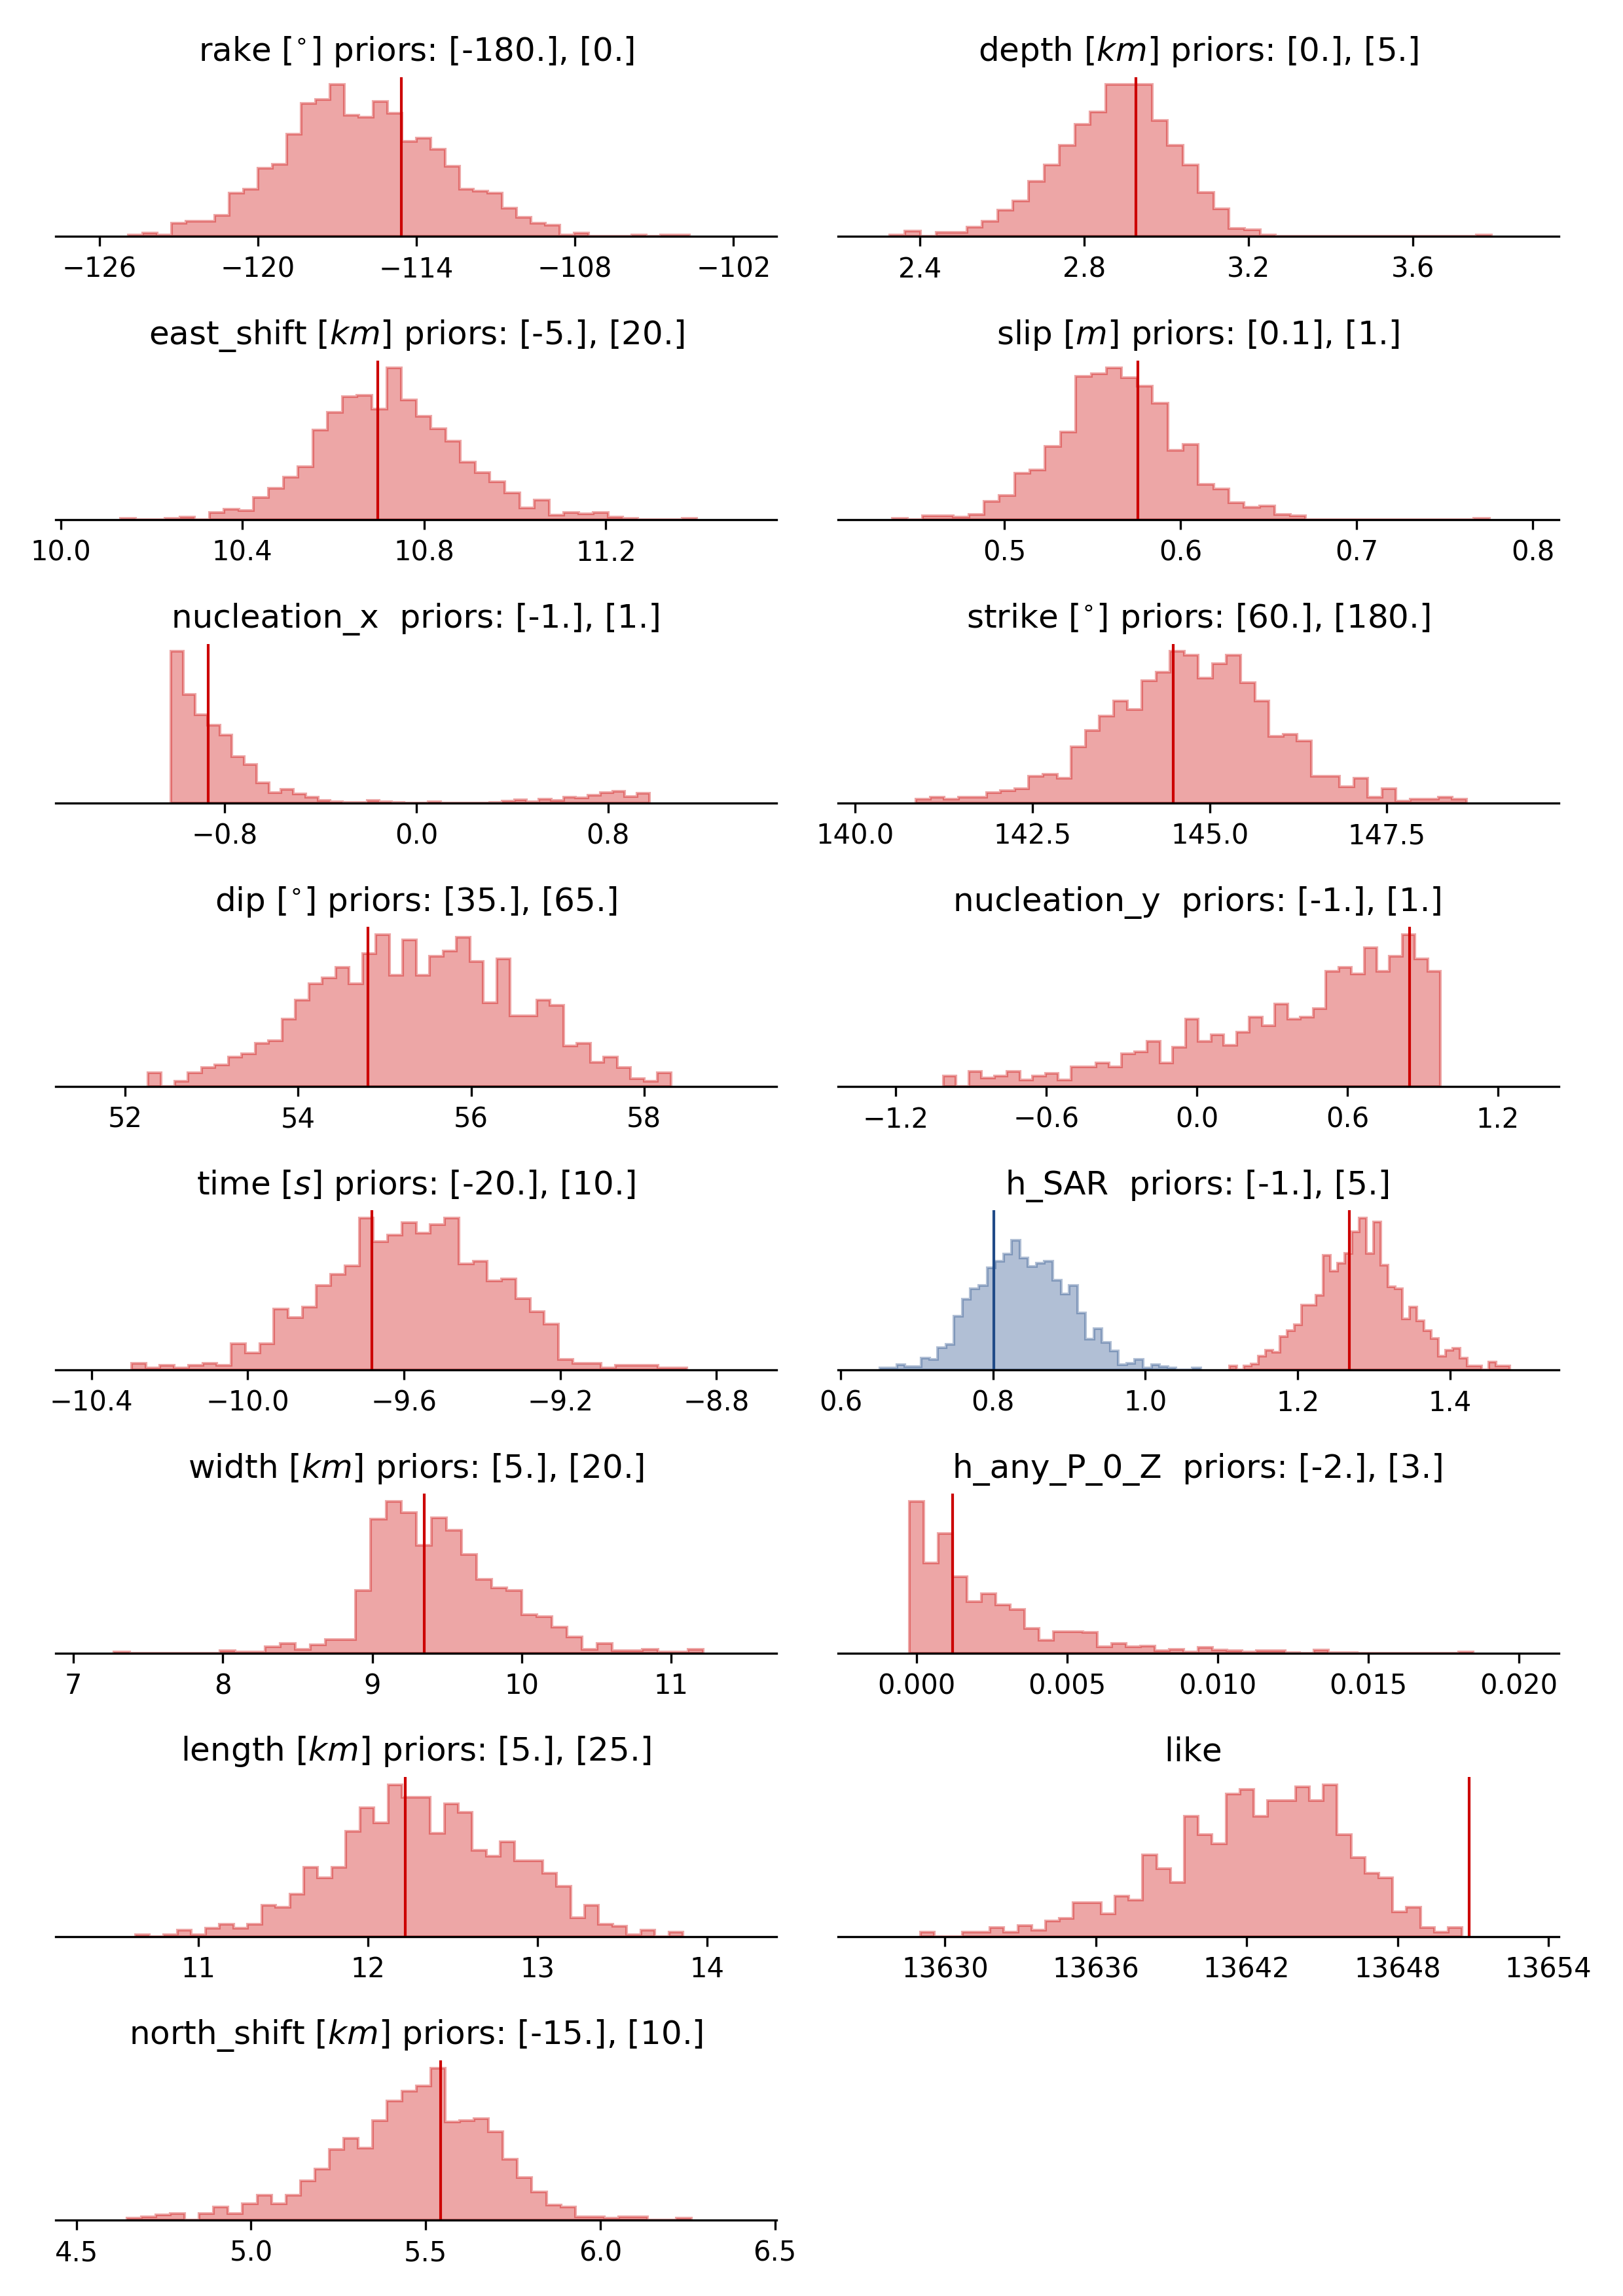 rake [°] priors: [-180.], [0.]
−126 −120 −114 −108 −102
depth [km] priors: [0.], [5.]
2.4 2.8 3.2 3.6
east_shift [km] priors: [-5.], [20.]
10.0 10.4 10.8 11.2
slip [m] priors: [0.1], [1.]
0.5 0.6 0.7 0.8
nucleation_x priors: [-1.], [1.]
−0.8 0.0 0.8
strike [°] priors: [60.], [180.]
140.0 142.5 145.0 147.5
dip [°] priors: [35.], [65.]
52 54 56 58
nucleation_y priors: [-1.], [1.]
−1.2 −0.6 0.0 0.6 1.2
time [s] priors: [-20.], [10.]
−10.4 −10.0 −9.6 −9.2 −8.8
h_SAR priors: [-1.], [5.]
0.6 0.8 1.0 1.2 1.4
width [km] priors: [5.], [20.]
7 8 9 10 11
h_any_P_0_Z priors: [-2.], [3.]
0.000 0.005 0.010 0.015 0.020
length [km] priors: [5.], [25.]
11 12 13 14
like
13630 13636 13642 13648 13654
north_shift [km] priors: [-15.], [10.]
4.5 5.0 5.5 6.0 6.5